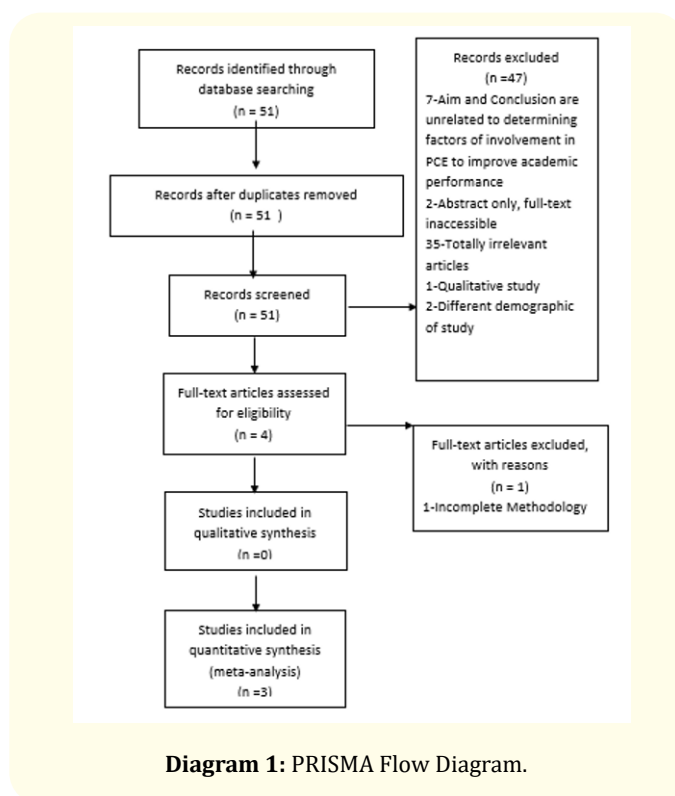 Records identified through
database searching
(n = 51)
Records excluded
(n =47)
7-Aim and Conclusion are
unrelated to determining
factors of involvement in
PCE to improve academic
performance
2-Abstract only, full-text
inaccessible
35-Totally irrelevant
articles
1-Qualitative study
2-Different demographic
of study
Records after duplicates removed
(n = 51 )
Records screened
(n = 51)
Full-text articles assessed
for eligibility
(n = 4)
Full-text articles excluded,
with reasons
(n = 1)
1-Incomplete Methodology
Studies included in
qualitative synthesis
(n =0)
Studies included in
quantitative synthesis
(meta-analysis)
(n =3)
Diagram 1: PRISMA Flow Diagram.